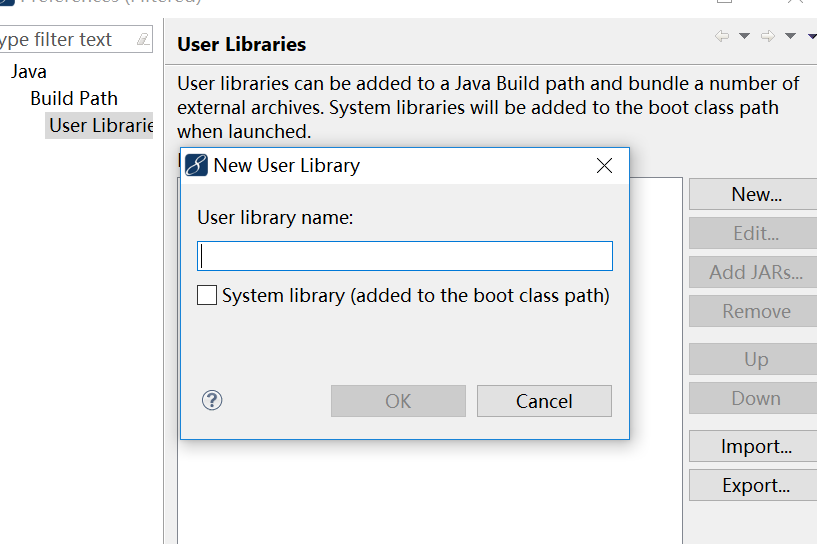 Preferences (Filtered)
ype filter text
User Libraries
Java
Build Path
User Librarie
User libraries can be added to a Java Build path and bundle a number of
external archives. System libraries will be added to the boot class path
when launched.
New User Library
User library name:
System library (added to the boot class path)
OK
Cancel
New...
Edit...
Add JARs...
Remove
Up
Down
Import...
Export...